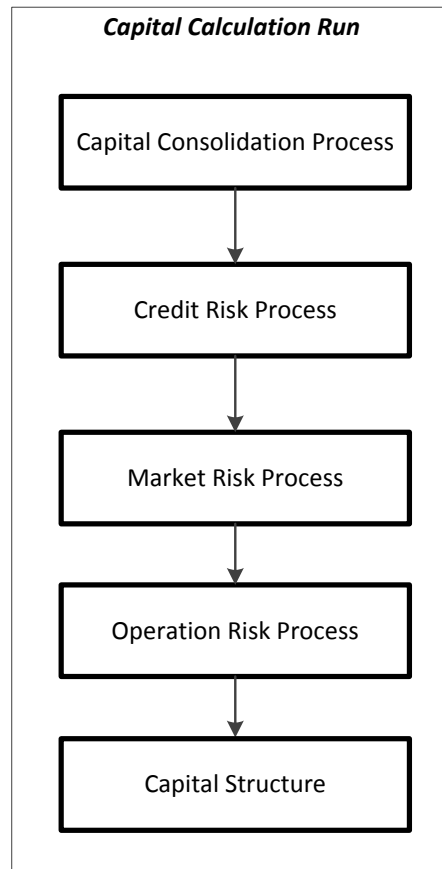 Capital Calculation Run
Capital Consolidation Process
Credit Risk Process
Market Risk Process
Operation Risk Process
Capital Structure